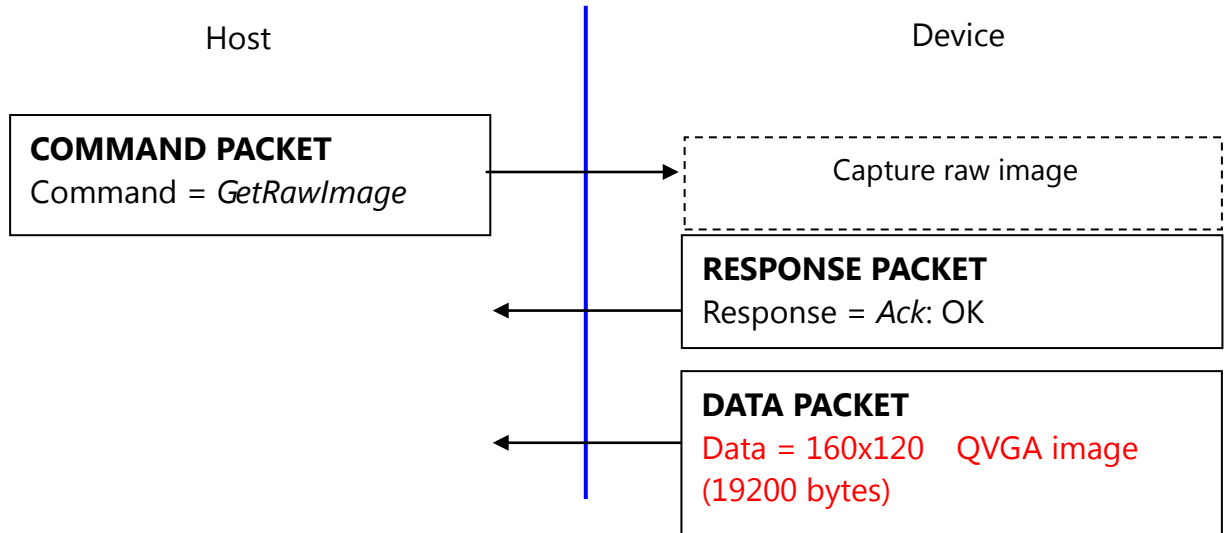 Host
Device
COMMAND PACKET
Command = GetRawImage
Capture raw image
RESPONSE PACKET
Response = Ack: OK
DATA PACKET
Data = 160x120 QVGA image
(19200 bytes)